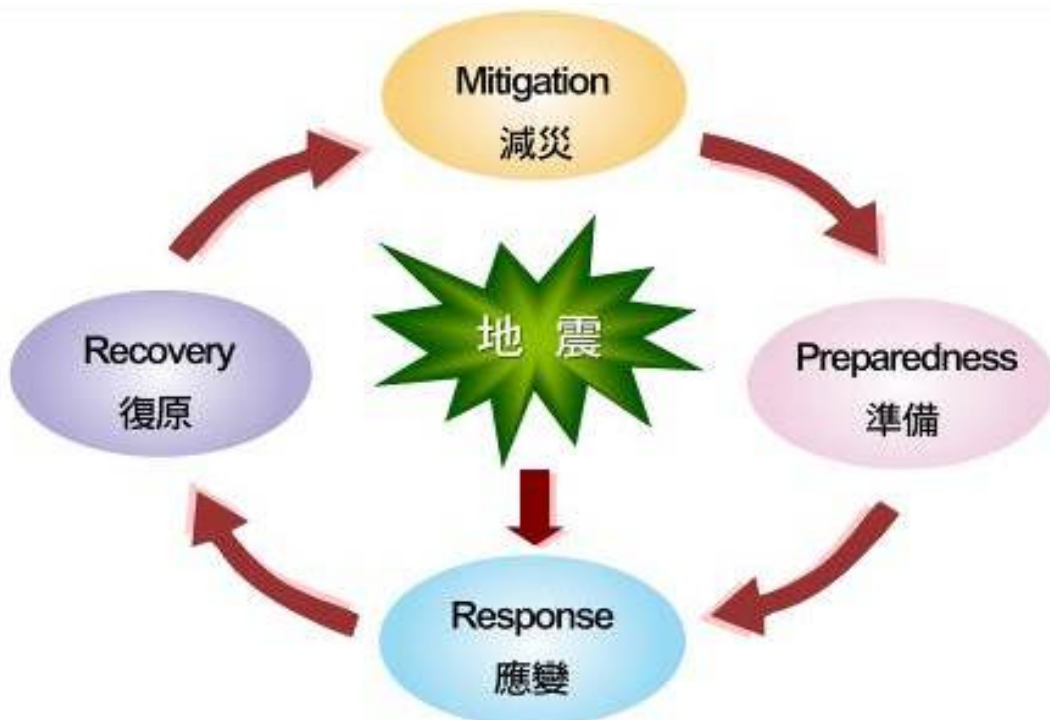 Mitigation
減災
地震
Recovery
復原
Preparedness
準備
Response
應變